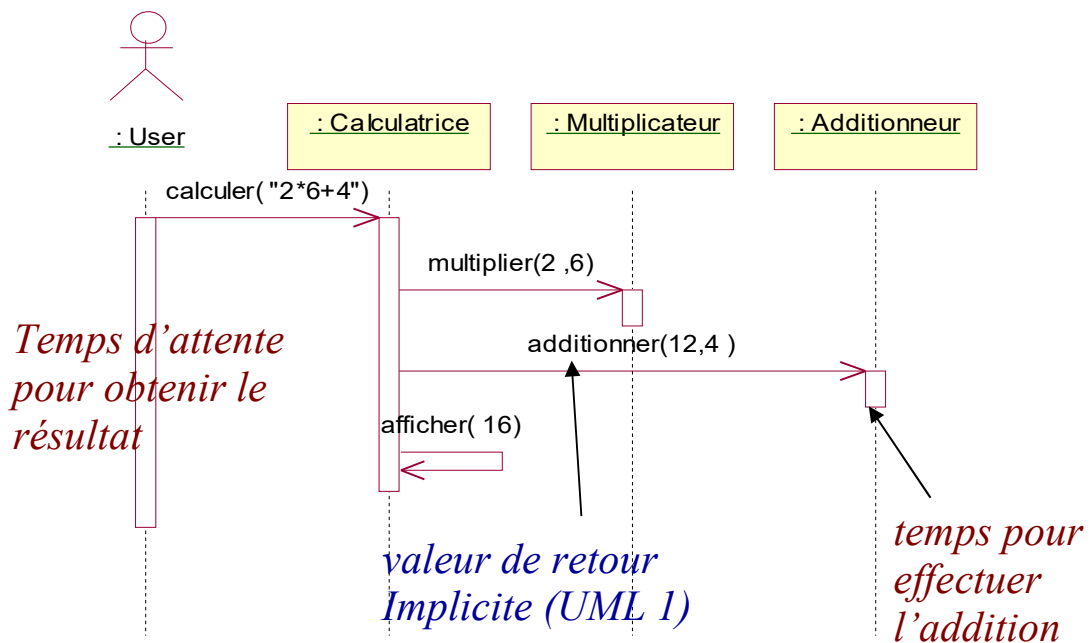 : User
: Calculatrice
: Multiplicateur
: Additionneur
calculer( "2*6+4")
multiplier(2 ,6)
Temps d’attente
pour obtenir le
résultat
additionner(12,4 )
afficher( 16)
valeur de retour
Implicite (UML 1)
temps pour
effectuer
l’addition